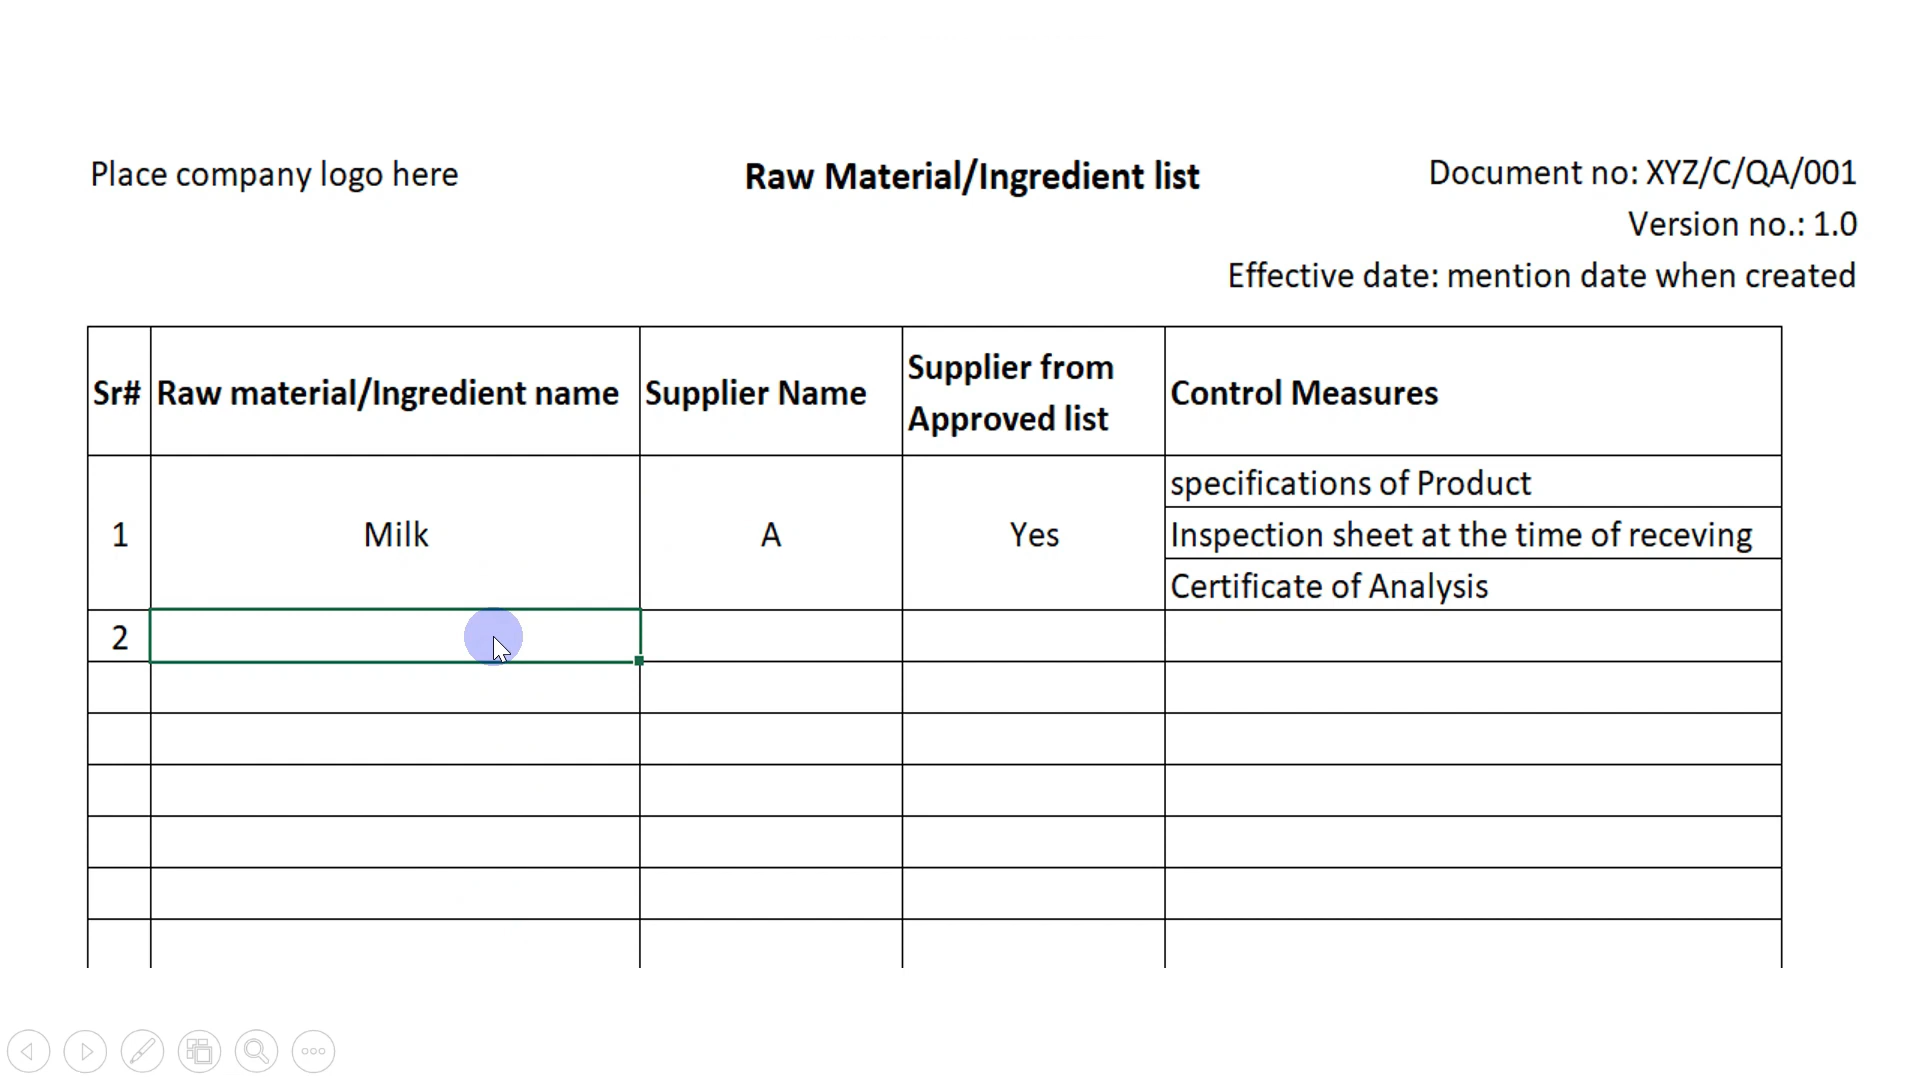 Place company logo here
Raw Material/Ingredient list
Document no: XYZ/C/QA/001
Version no.: 1.0
Effective date: mention date when created
Sr# Raw material/Ingredient name Supplier Name Supplier from Approved list Control Measures
1 Milk A Yes specifications of Product
Inspection sheet at the time of receving
Certificate of Analysis
2